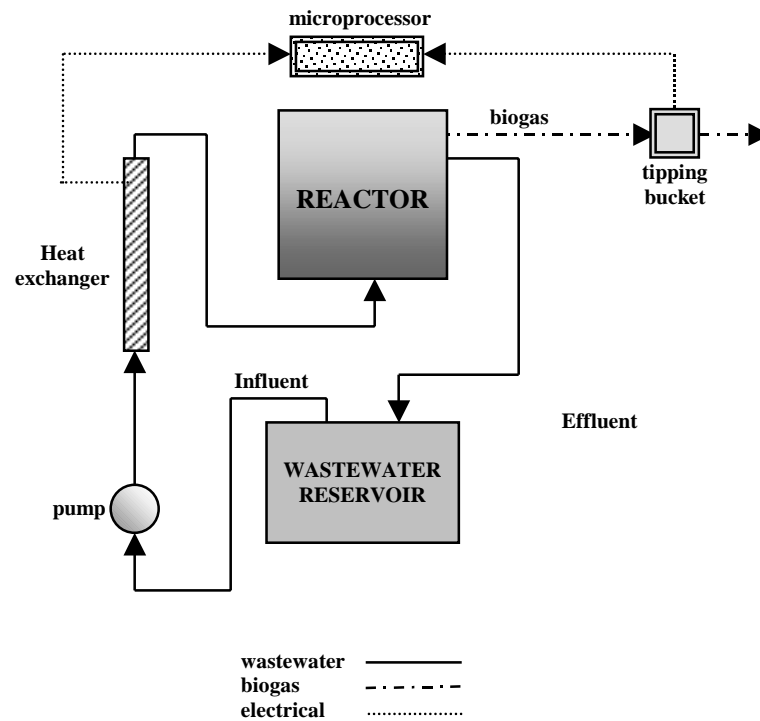 microprocessor
biogas
tipping
bucket
REACTOR
Heat
exchanger
Influent
Effluent
WASTEWATER
RESERVOIR
pump
wastewater
biogas
electrical